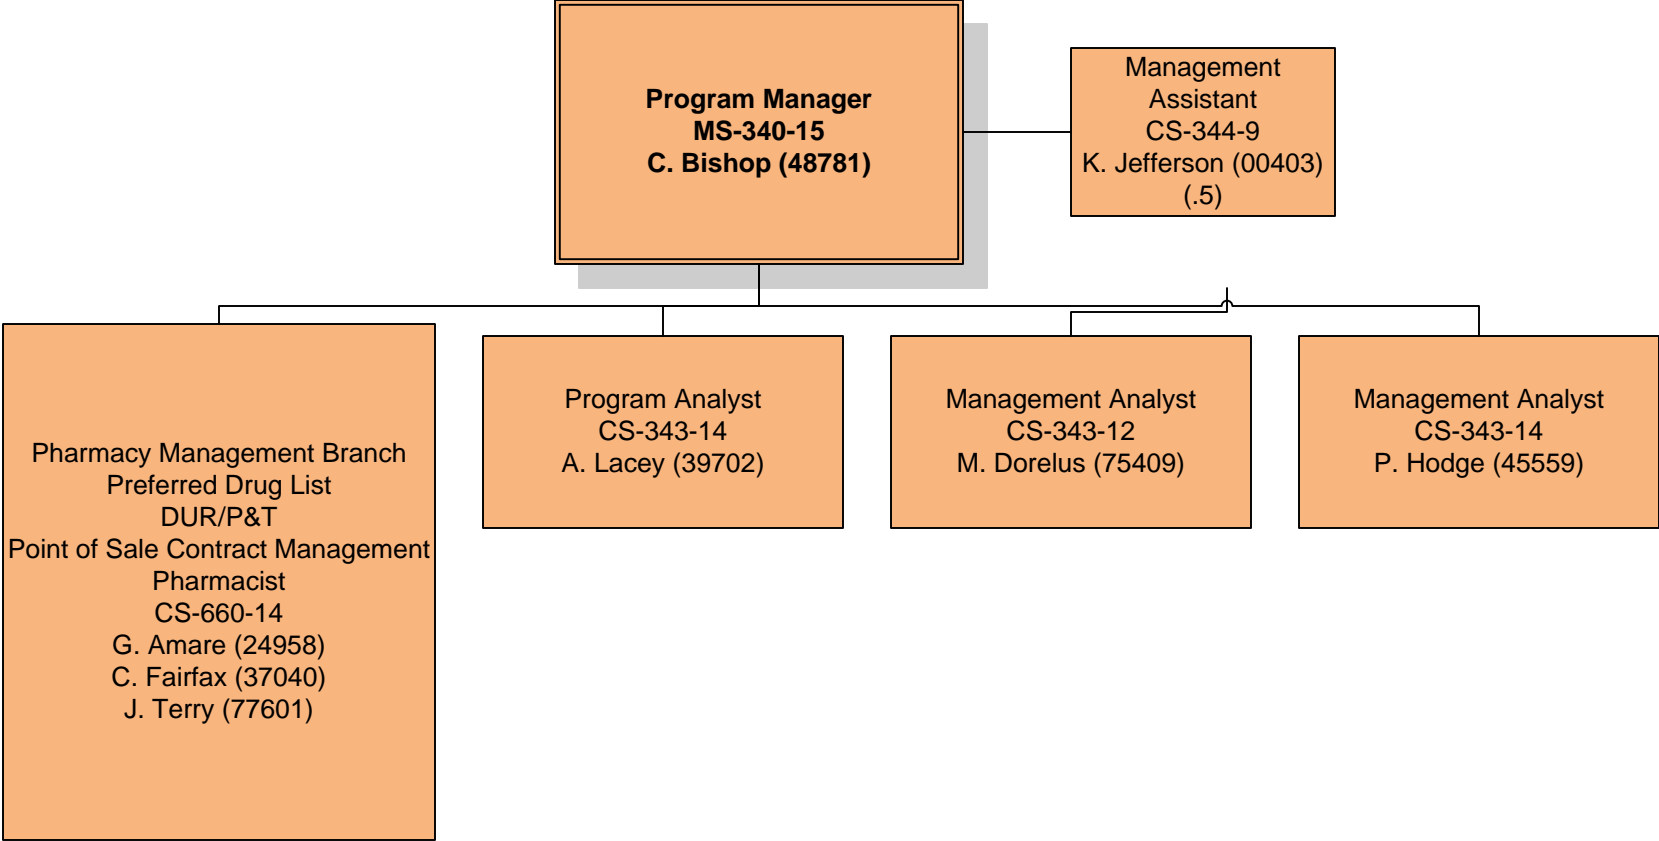 Program Manager
MS-340-15
C. Bishop (48781)
Management
Assistant
CS-344-9
K. Jefferson (00403)
(.5)
Pharmacy Management Branch
Preferred Drug List
DUR/P&T
Point of Sale Contract Management
Pharmacist
CS-660-14
G. Amare (24958)
C. Fairfax (37040)
J. Terry (77601)
Program Analyst
CS-343-14
A. Lacey (39702)
Management Analyst
CS-343-12
M. Dorelus (75409)
Management Analyst
CS-343-14
P. Hodge (45559)